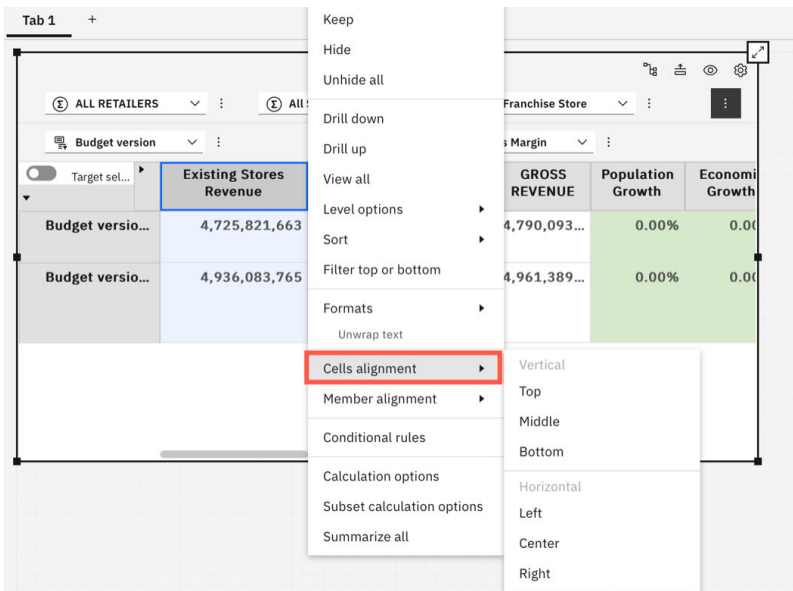 Tab 1 +
Keep
Hide
Unhide all
ALL RETAILERS All S Franchise Store
Drill down
Budget version Drill up s Margin
Target sel... Existing Stores Revenue View all GROSS REVENUE Population Growth Economi Growth
Level options
Budget versio... 4,725,821,663 4,790,093... 0.00% 0.00
Sort
Filter top or bottom
Budget versio... 4,936,083,765 4,961,389... 0.00% 0.00
Formats
Unwrap text
Cells alignment
Vertical
Member alignment
Top
Middle
Conditional rules
Bottom
Calculation options
Horizontal
Subset calculation options
Left
Summarize all
Center
Right